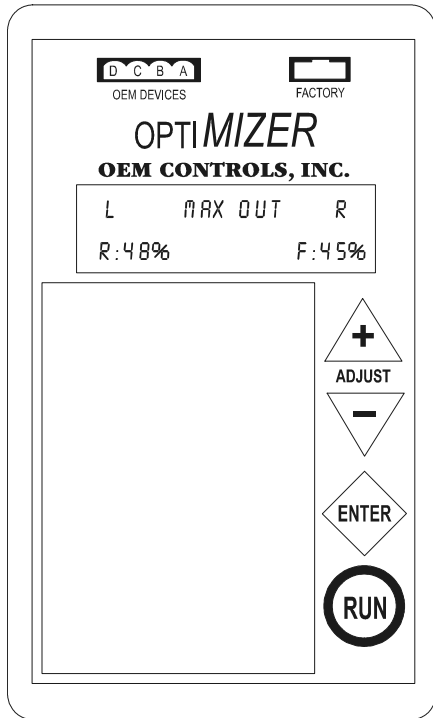 D C B A
OEM DEVICES
FACTORY
OPTIMIZER
OEM CONTROLS, INC.
L MAX OUT R
R:48% F:45%
+
ADJUST
−
ENTER
RUN